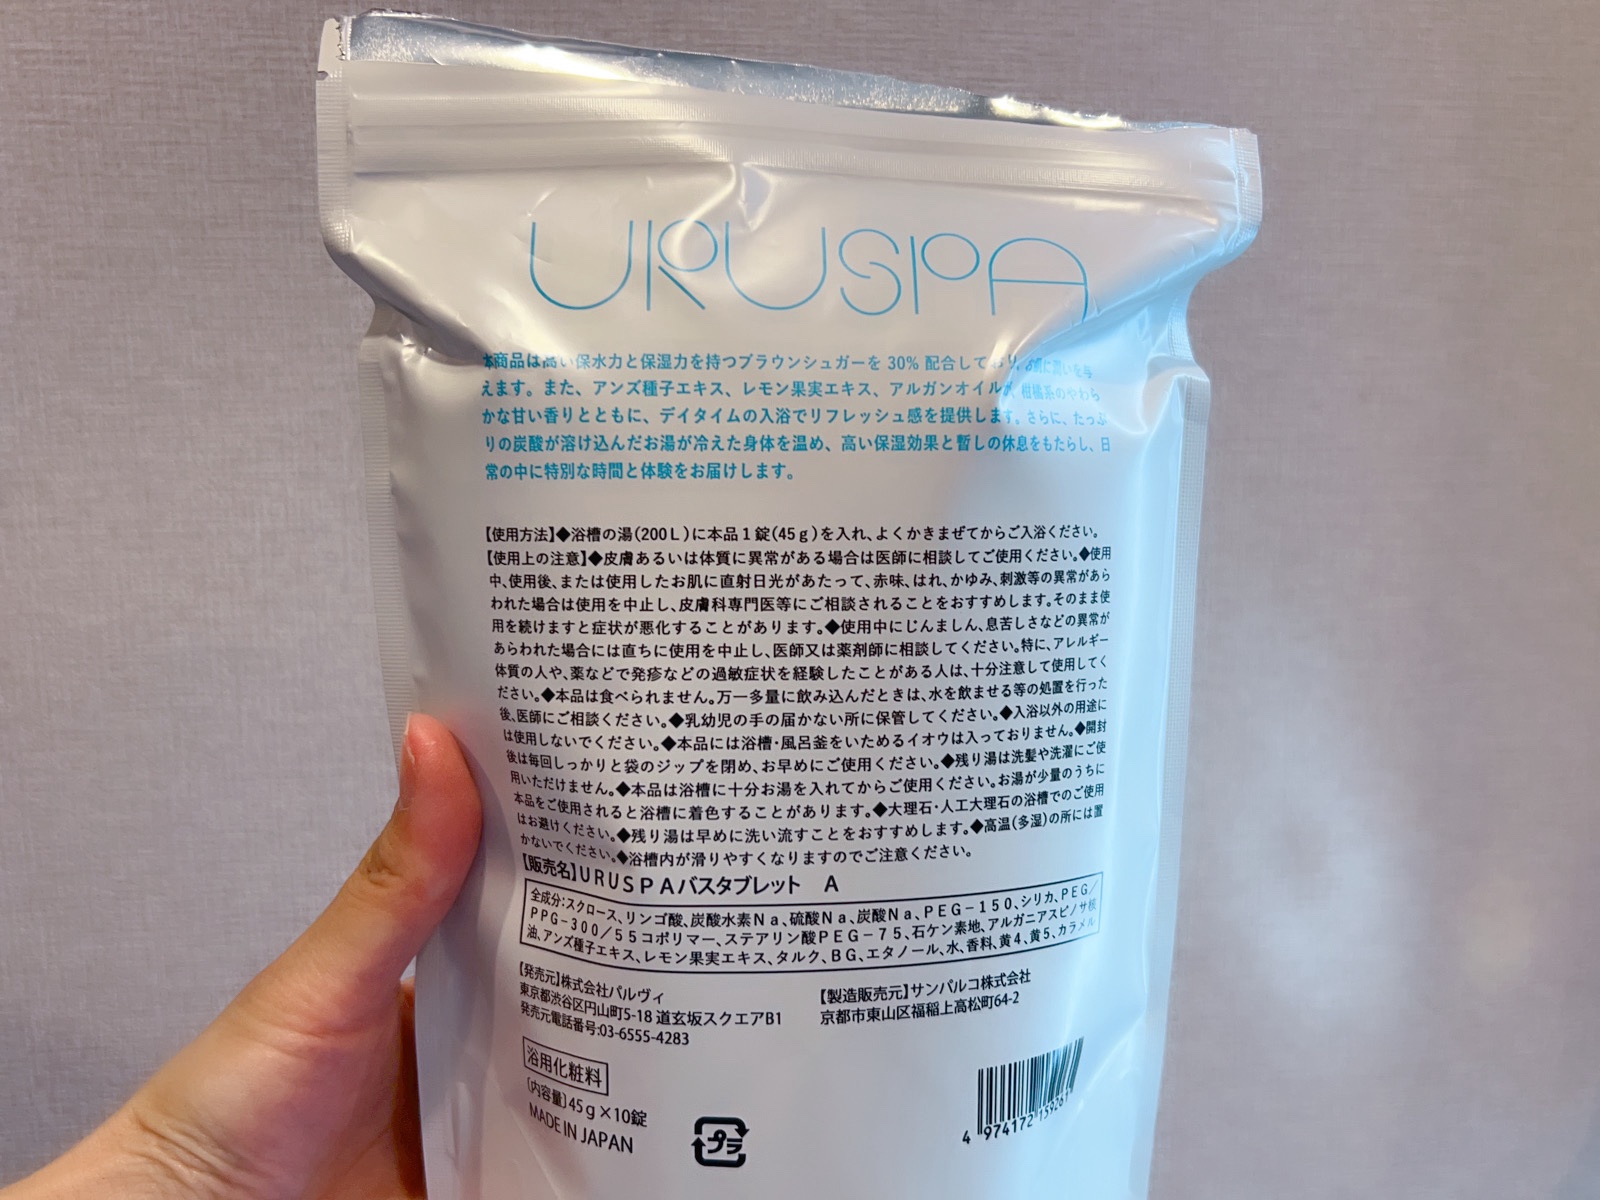 URUSPA
本商品は高い保水力と保湿力を持つブラウンシュガーを 30% 配合しており、お肌に潤いを与
えます。また、アンズ種子エキス、レモン果実エキス、アルガンオイルが、柑橘系のやわら
かな甘い香りとともに、デイタイムの入浴でリフレッシュ感を提供します。さらに、たっぷ
りの炭酸が溶け込んだお湯が冷えた身体を温め、高い保湿効果と暫しの休息をもたらし、日
常の中に特別な時間と体験をお届けします。
【使用方法】◆浴槽の湯(200L)に本品1錠(45g)を入れ、よくかきまぜてからご入浴ください。
【使用上の注意】◆皮膚あるいは体質に異常がある場合は医師に相談してご使用ください。◆使用
中、使用後、または使用したお肌に直射日光があたって、赤味、はれ、かゆみ、刺激等の異常があら
われた場合は使用を中止し、皮膚科専門医等にご相談されることをおすすめします。そのまま使
用を続けますと症状が悪化することがあります。◆使用中にじんましん、息苦しさなどの異常が
あらわれた場合には直ちに使用を中止し、医師又は薬剤師に相談してください。特に、アレルギー
体質の人や、薬などで発疹などの過敏症状を経験したことがある人は、十分注意して使用してく
ださい。◆本品は食べられません。万一多量に飲み込んだときは、水を飲ませる等の処置を行った
後、医師にご相談ください。◆乳幼児の手の届かない所に保管してください。◆入浴以外の用途に
は使用しないでください。◆本品には浴槽・風呂釜をいためるイオウは入っておりません。◆開封
後は毎回しっかりと袋のジップを閉め、お早めにご使用ください。◆残り湯は洗髪や洗濯にご使
用いただけません。◆本品は浴槽に十分お湯を入れてからご使用ください。お湯が少量のうちに
本品をご使用されると浴槽に着色することがあります。◆大理石・人工大理石の浴槽でのご使用
はお避けください。◆残り湯は早めに洗い流すことをおすすめします。◆高温(多湿)の所には置
かないでください。◆浴槽内が滑りやすくなりますのでご注意ください。
【販売名】URUSPAバスタブレット A
全成分:スクロース、リンゴ酸、炭酸水素Na、硫酸Na、炭酸Na、PEG-150、シリカ、PEG/
PPG-300/55コポリマー、ステアリン酸PEG-75、石ケン素地、アルガニアスピノサ核
油、アンズ種子エキス、レモン果実エキス、タルク、BG、エタノール、水、香料、黄4、黄5、カラメル
【発売元】株式会社パルヴィ
東京都渋谷区円山町5-18 道玄坂スクエアB1
発売元電話番号:03-6555-4283
【製造販売元】サンパルコ株式会社
京都市東山区福稲上高松町64-2
浴用化粧料
〔内容量〕45g×10錠
MADE IN JAPAN
プラ
4 974172 159261